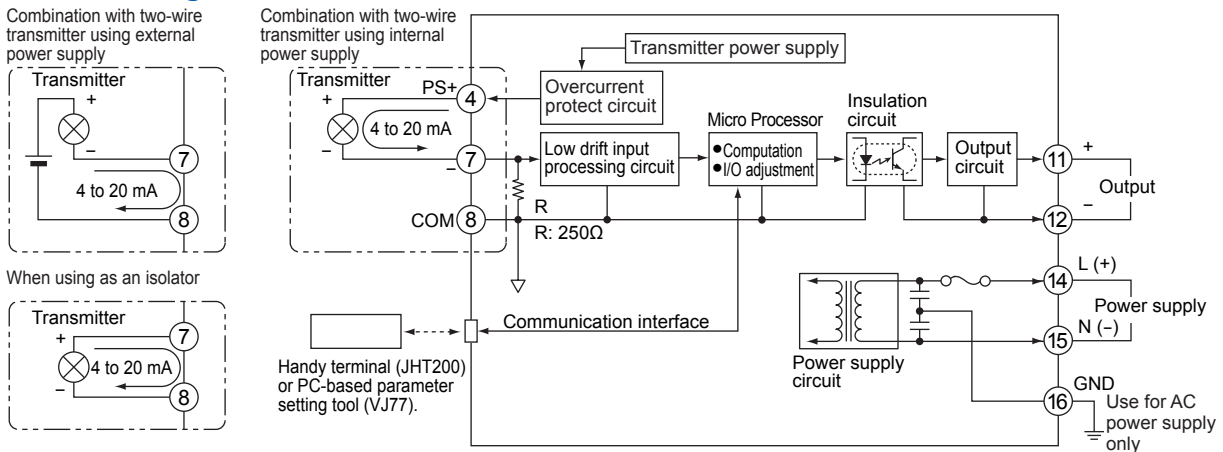 Combination with two-wire
transmitter using external
power supply
Transmitter
+
−
7
4 to 20 mA
8
When using as an isolator
Transmitter
+
−
7
4 to 20 mA
8
Combination with two-wire
transmitter using internal
power supply
Transmitter
+
−
PS+
4
4 to 20 mA
7
−
COM
8
Transmitter power supply
Overcurrent
protect circuit
Low drift input
processing circuit
R
R: 250Ω
Micro Processor
●Computation
●I/O adjustment
Insulation
circuit
Output
circuit
11
+
Output
−
12
L (+)
14
Power supply
N (−)
15
Power supply
circuit
GND
16
Use for AC
power supply
only
Communication interface
Handy terminal (JHT200)
or PC-based parameter
setting tool (VJ77).